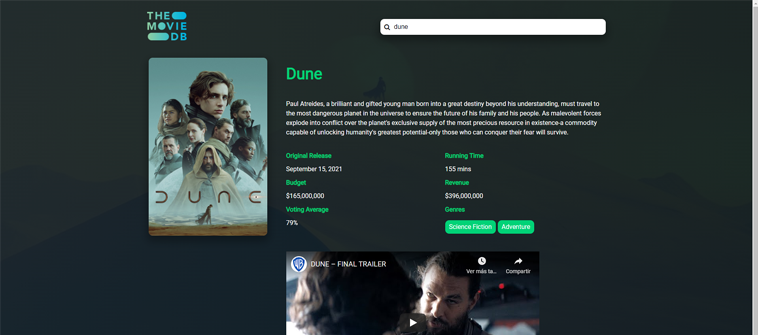 THE
MOVIE
DB
dune
Dune
Paul Atreides, a brilliant and gifted young man born into a great destiny beyond his understanding, must travel to
the most dangerous planet in the universe to ensure the future of his family and his people. As malevolent forces
explode into conflict over the planet's exclusive supply of the most precious resource in existence-a commodity
capable of unlocking humanity's greatest potential-only those who can conquer their fear will survive.
Original Release
Running Time
September 15, 2021
155 mins
Budget
Revenue
$165,000,000
$396,000,000
Voting Average
Genres
79%
Science Fiction
Adventure
DUNE
DUNE – FINAL TRAILER
Ver más ta...
Compartir